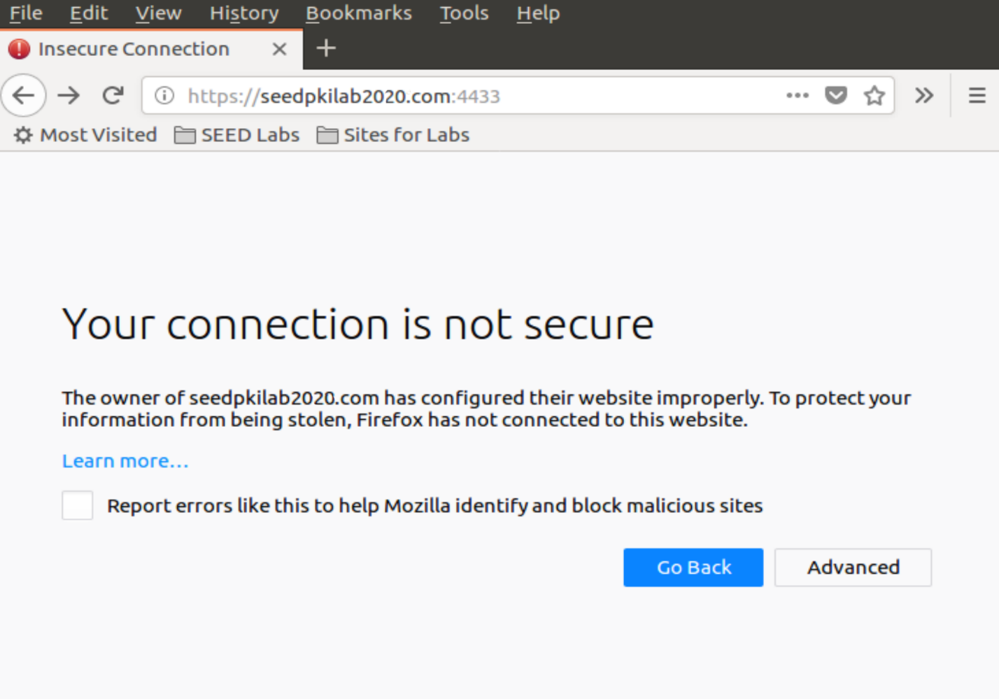 File Edit View History Bookmarks Tools Help
Insecure Connection
https://seedpkilab2020.com:4433
Most Visited SEED Labs Sites for Labs
Your connection is not secure
The owner of seedpkilab2020.com has configured their website improperly. To protect your
information from being stolen, Firefox has not connected to this website.
Learn more…
Report errors like this to help Mozilla identify and block malicious sites
Go Back Advanced